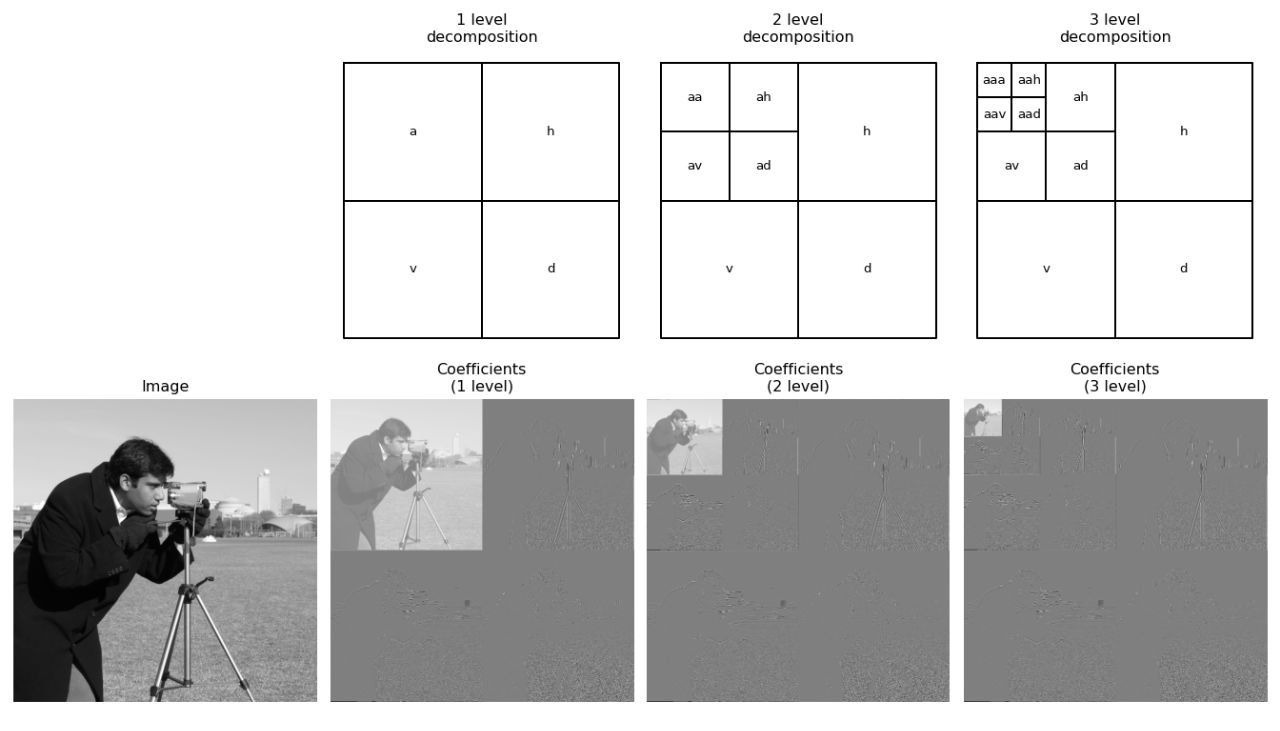 1 level
decomposition
2 level
decomposition
3 level
decomposition
a
h
v
d
aa
ah
av
ad
h
v
d
aaa
aah
aav
aad
ah
av
ad
h
v
d
Image
Coefficients
(1 level)
Coefficients
(2 level)
Coefficients
(3 level)